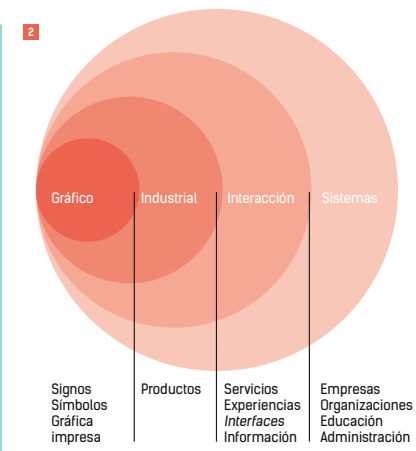 2
Gráfico
Industrial
Interacción
Sistemas
Signos
Símbolos
Gráfica
impresa
Productos
Servicios
Experiencias
Interfaces
Información
Empresas
Organizaciones
Educación
Administración